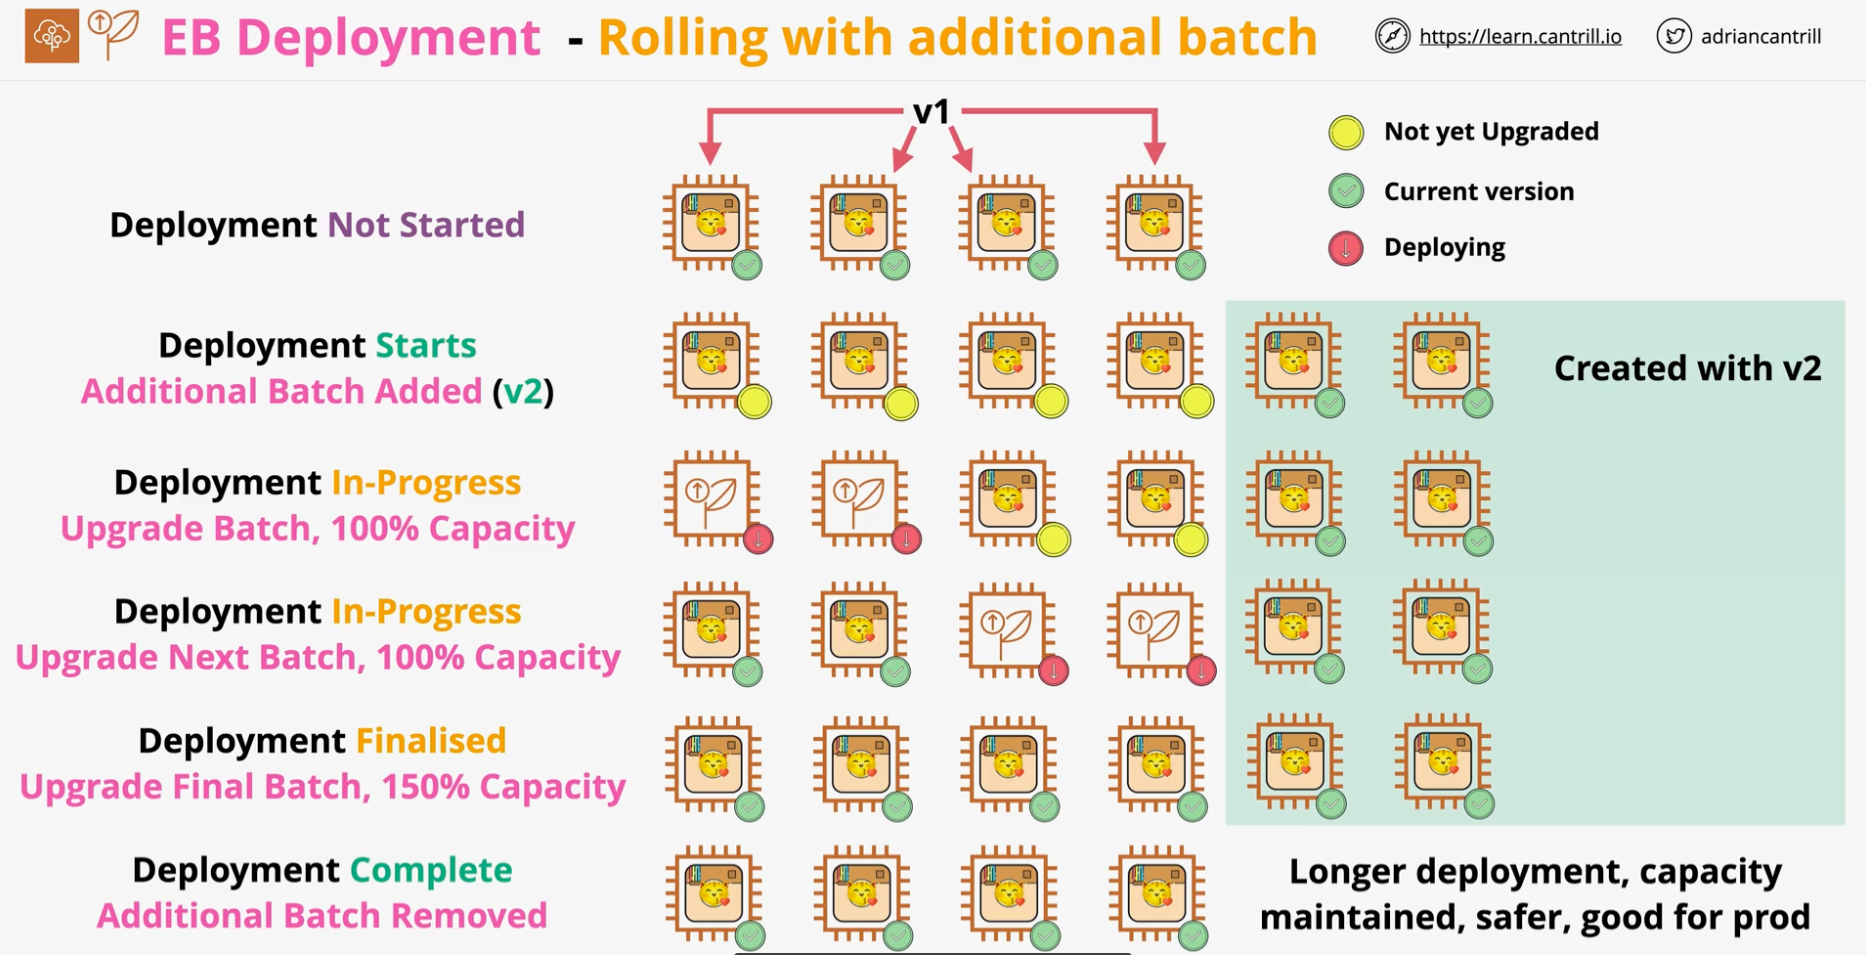 EB Deployment - Rolling with additional batch
https://learn.cantrill.io
adriancantrill
v1
Not yet Upgraded
Current version
Deploying
Deployment Not Started
Deployment Starts
Additional Batch Added (v2)
Created with v2
Deployment In-Progress
Upgrade Batch, 100% Capacity
Deployment In-Progress
Upgrade Next Batch, 100% Capacity
Deployment Finalised
Upgrade Final Batch, 150% Capacity
Deployment Complete
Additional Batch Removed
Longer deployment, capacity
maintained, safer, good for prod